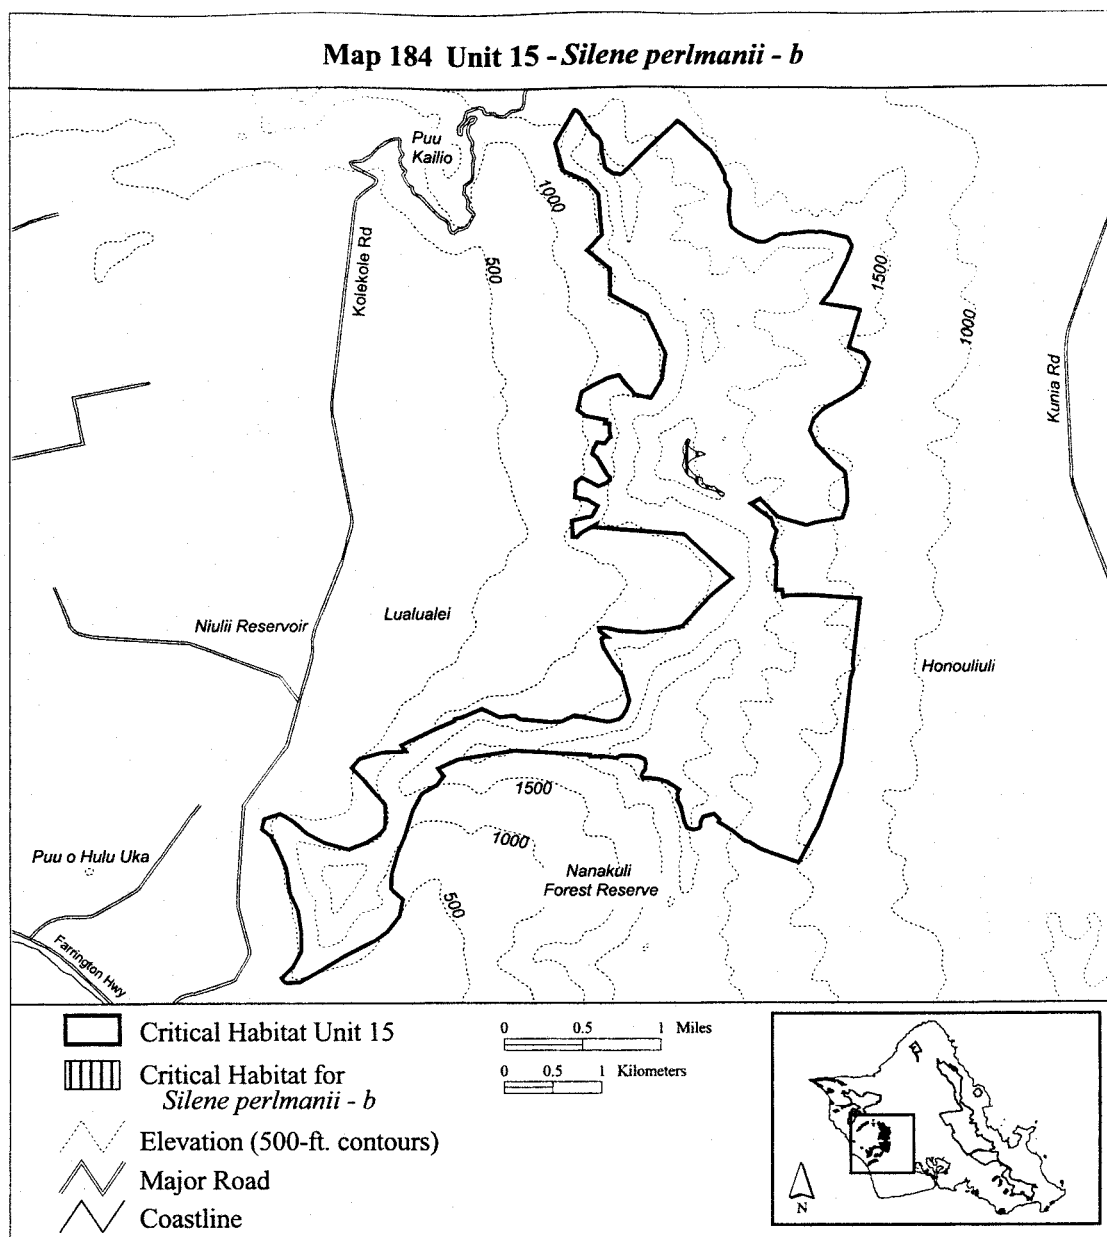 Map 184 Unit 15 - Silene perlmanii - b
Puu
Kailio
1000
500
Kolekole Rd
1500
1000
Kunia Rd
Niulii Reservoir
Lualualei
Honouliuli
1500
1000
Puu o Hulu Uka
Nanakuli
Forest Reserve
500
Farrington Hwy
Critical Habitat Unit 15
Critical Habitat for
Silene perlmanii - b
Elevation (500-ft. contours)
Major Road
Coastline
0 0.5 1 Miles
0 0.5 1 Kilometers
N